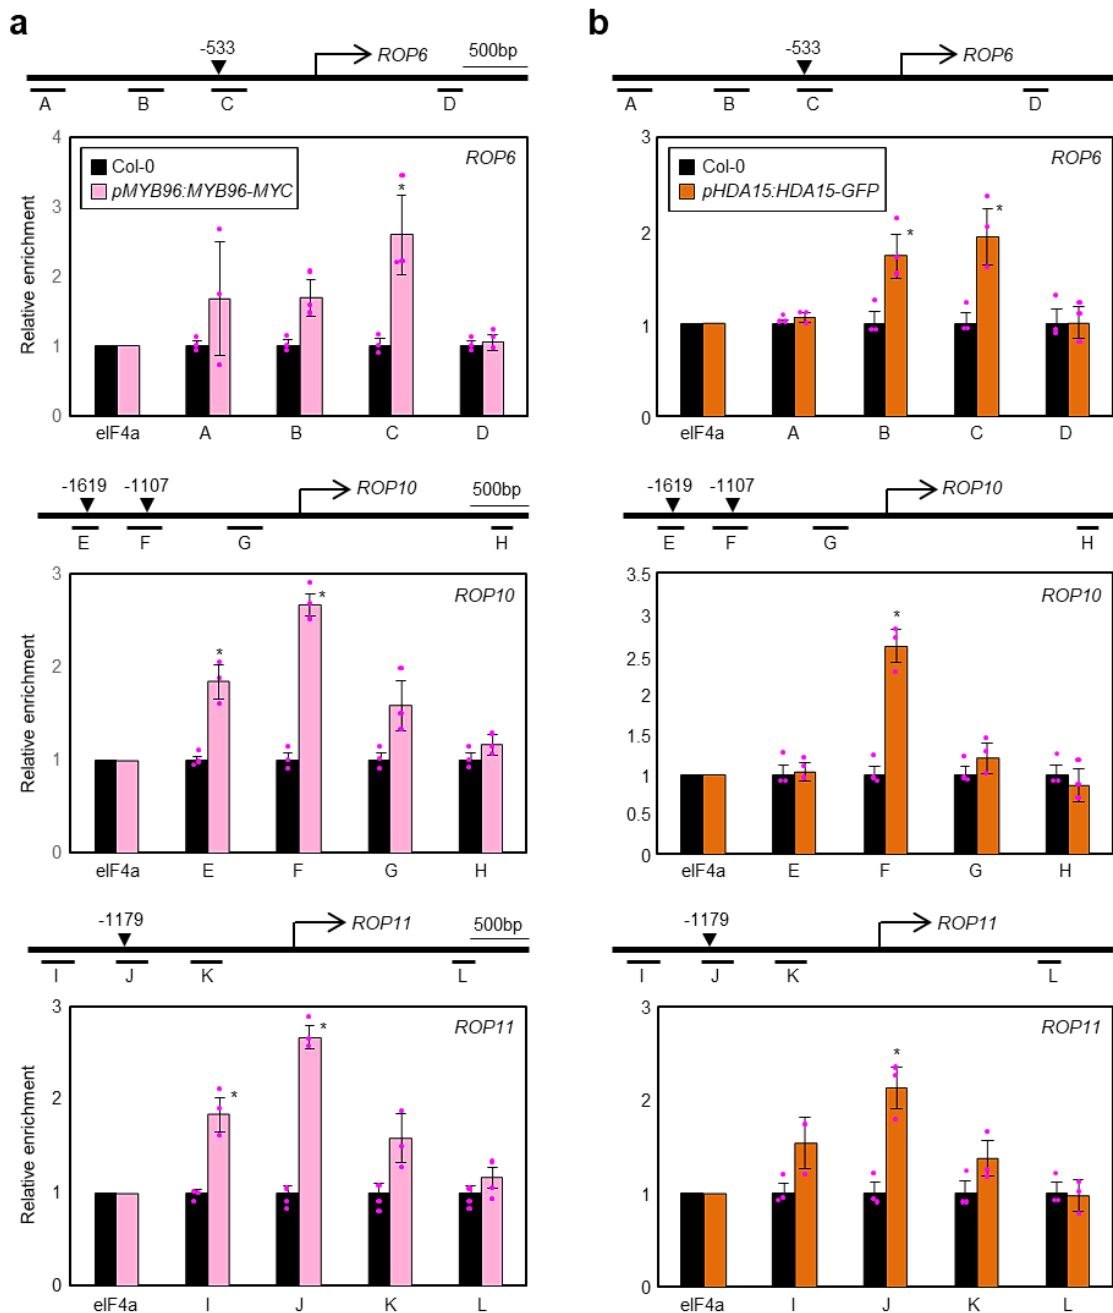 a
-533
ROP6
500bp
A B C D
4
3
2
1
0
Relative enrichment
Col-0
pMYB96:MYB96-MYC
ROP6
*
eIF4a A B C D
-1619 -1107
ROP10
500bp
E F G H
3
2
1
0
Relative enrichment
ROP10
* *
eIF4a E F G H
-1179
ROP11
500bp
I J K L
3
2
1
0
Relative enrichment
ROP11
* *
eIF4a I J K L
b
-533
ROP6
A B C D
3
2
1
0
Col-0
pHDA15:HDA15-GFP
ROP6
* *
eIF4a A B C D
-1619 -1107
ROP10
E F G H
3.5
3
2.5
2
1.5
1
0.5
0
ROP10
*
eIF4a E F G H
-1179
ROP11
I J K L
3
2
1
0
ROP11
*
eIF4a I J K L